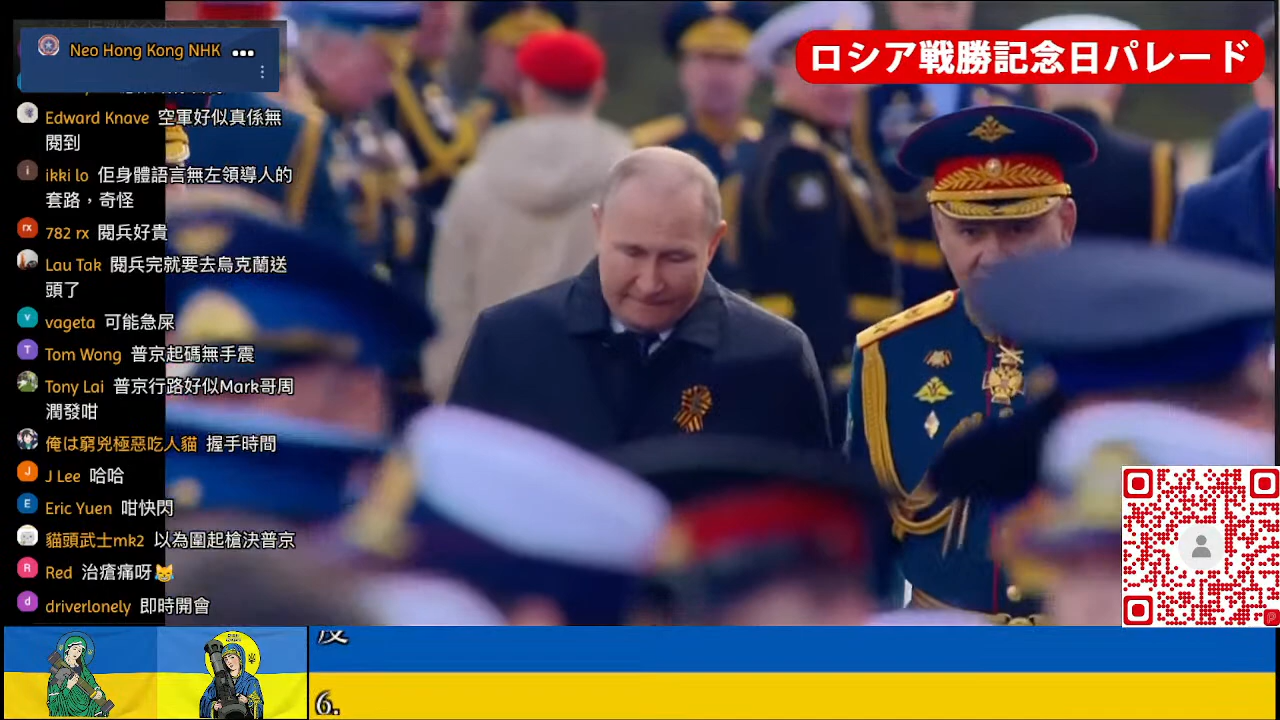 Neo Hong Kong NHK
ロシア戦勝記念日パレード
Edward Knave 空軍好似真係無
閱到
ikki lo 佢身體語言無左領導人的
套路，奇怪
782 rx 閱兵好貴
Lau Tak 閱兵完就要去烏克蘭送
頭了
vageta 可能急屎
Tom Wong 普京起碼無手震
Tony Lai 普京行路好似Mark哥周
潤發咁
俺は窮兇極惡吃人貓 握手時間
J Lee 哈哈
Eric Yuen 咁快閃
貓頭武士mk2 以為圍起槍決普京
Red 治瘡痛呀😹
driverlonely 即時開會
6.